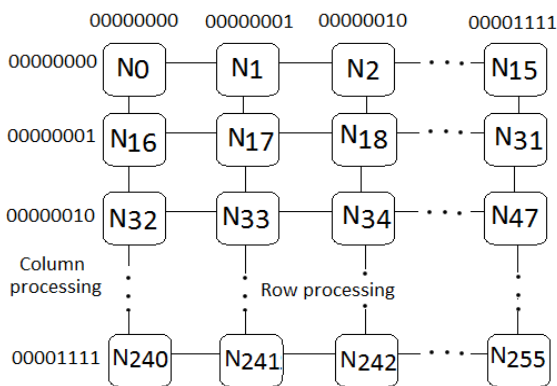 00000000 00000001 00000010 00001111
00000000 N0 N1 N2 · · · N15
00000001 N16 N17 N18 · · · N31
00000010 N32 N33 N34 · · · N47
Column
processing Row processing
00001111 N240 N241 N242 · · · N255